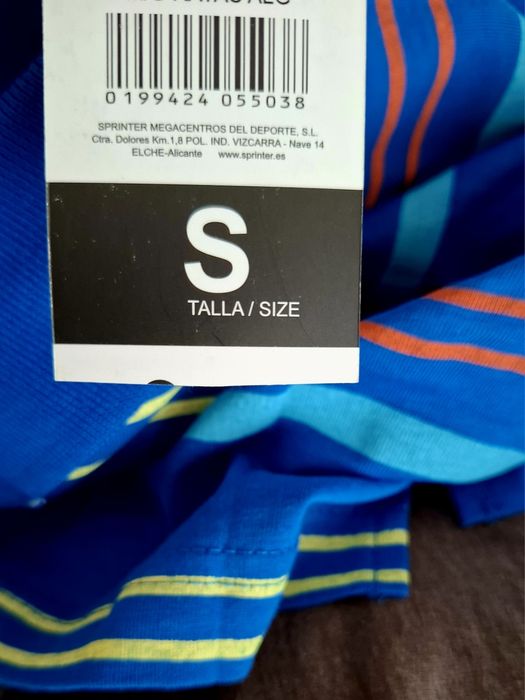 0199424 055038
SPRINTER MEGACENTROS DEL DEPORTE, S.L.
Ctra. Dolores Km.1,8 POL. IND. VIZCARRA - Nave 14
ELCHE-Alicante www.sprinter.es
S
TALLA / SIZE